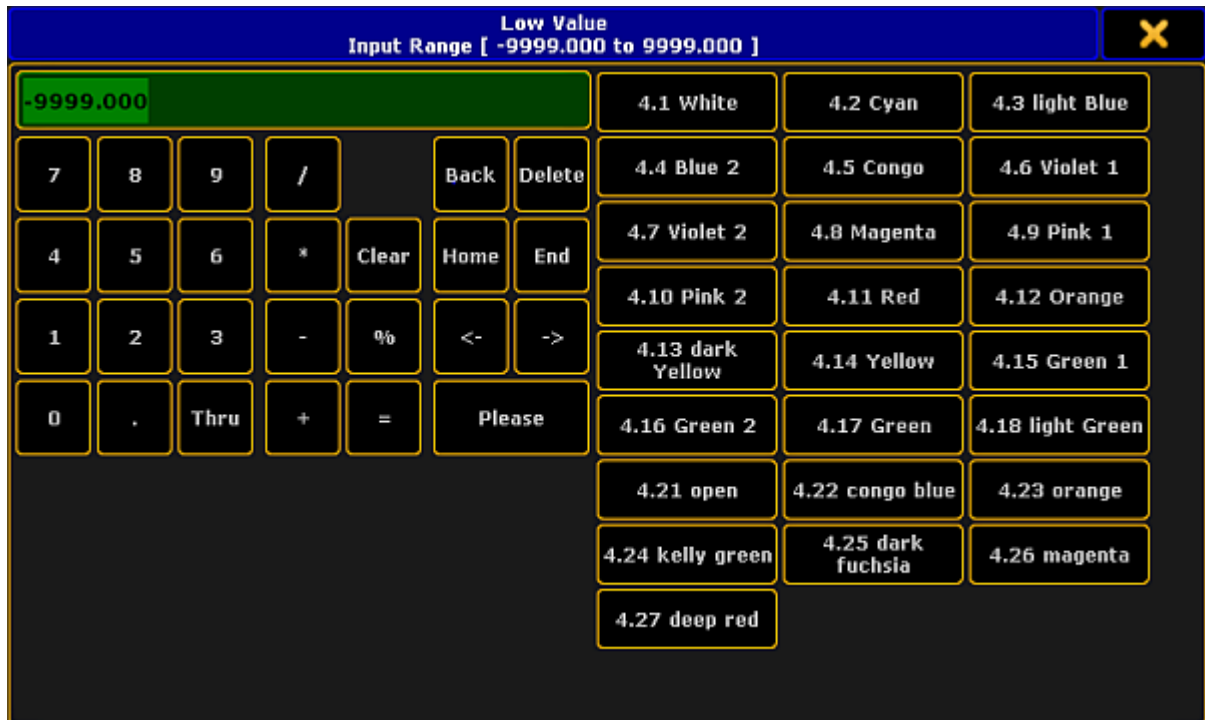 Low Value
Input Range [ -9999.000 to 9999.000 ]
-9999.000
7 8 9 / Back Delete
4 5 6 * Clear Home End
1 2 3 - % <- ->
0 . Thru + = Please
4.1 White 4.2 Cyan 4.3 light Blue
4.4 Blue 2 4.5 Congo 4.6 Violet 1
4.7 Violet 2 4.8 Magenta 4.9 Pink 1
4.10 Pink 2 4.11 Red 4.12 Orange
4.13 dark
Yellow
4.14 Yellow 4.15 Green 1
4.16 Green 2 4.17 Green 4.18 light Green
4.21 open 4.22 congo blue 4.23 orange
4.24 kelly green
4.25 dark
fuchsia
4.26 magenta
4.27 deep red